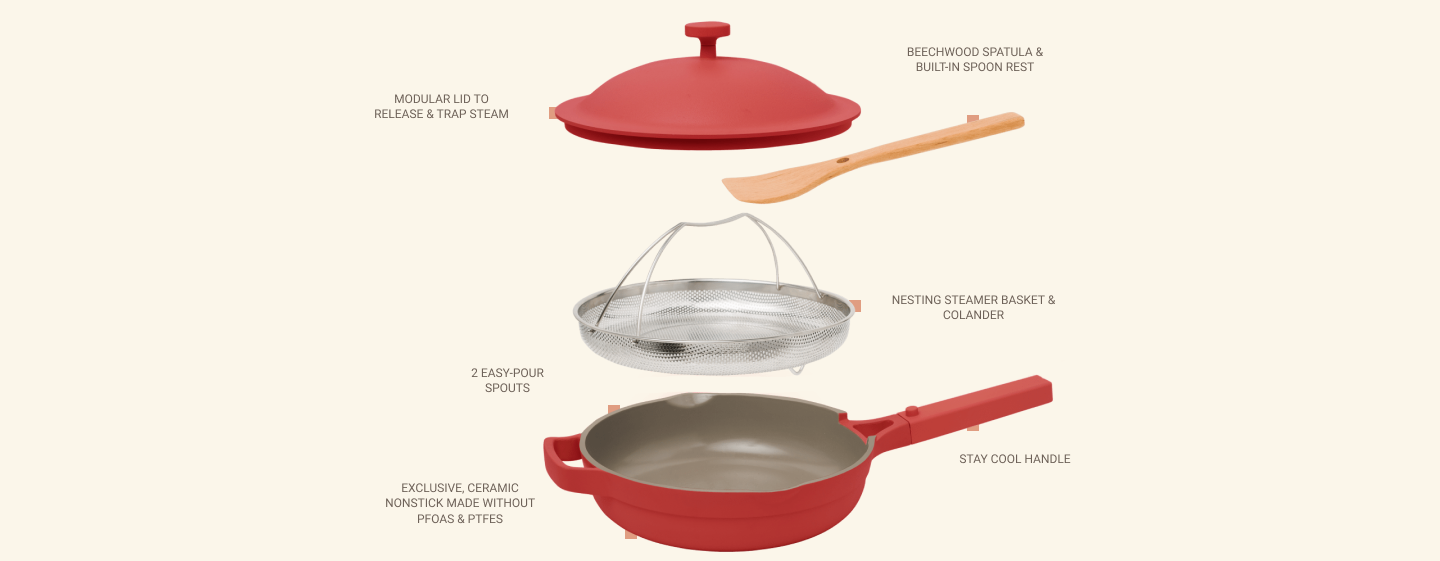 BEECHWOOD SPATULA &
BUILT-IN SPOON REST
MODULAR LID TO
RELEASE & TRAP STEAM
NESTING STEAMER BASKET &
COLANDER
2 EASY-POUR
SPOUTS
STAY COOL HANDLE
EXCLUSIVE, CERAMIC
NONSTICK MADE WITHOUT
PFOAS & PTFES